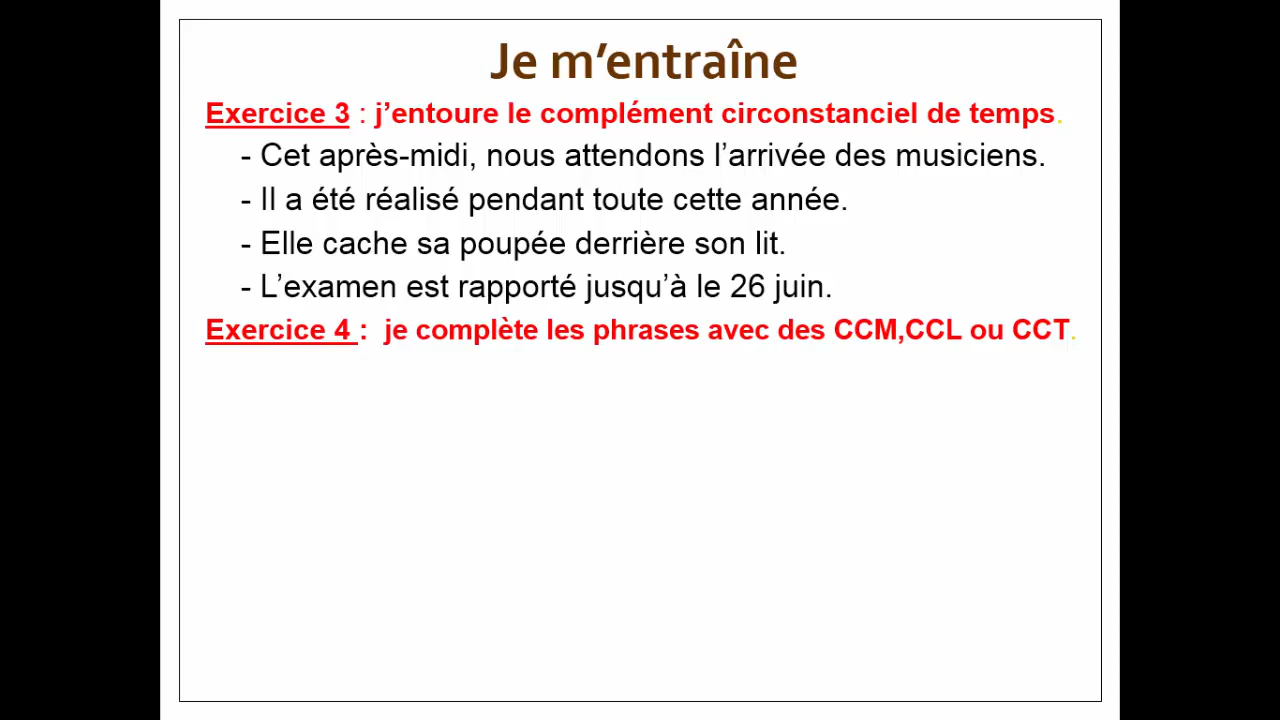 Je m’entraîne
Exercice 3 : j’entoure le complément circonstanciel de temps.
- Cet après-midi, nous attendons l’arrivée des musiciens.
- Il a été réalisé pendant toute cette année.
- Elle cache sa poupée derrière son lit.
- L’examen est rapporté jusqu’à le 26 juin.
Exercice 4 : je complète les phrases avec des CCM,CCL ou CCT.